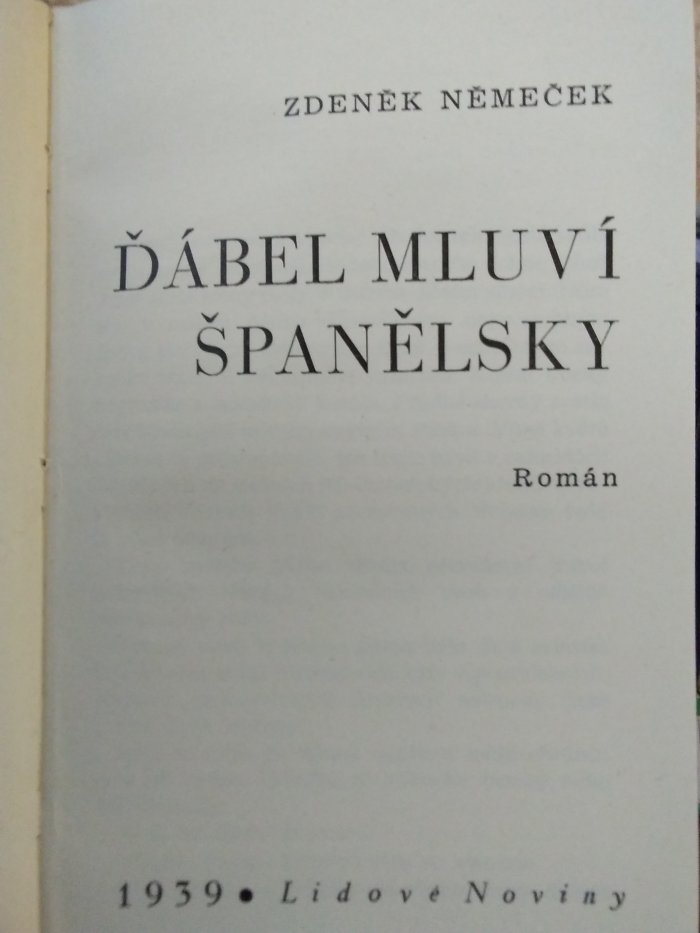 ZDENĚK NĚMEČEK
ĎÁBEL MLUVÍ
ŠPANĚLSKY
Román
1939 • Lidové Noviny